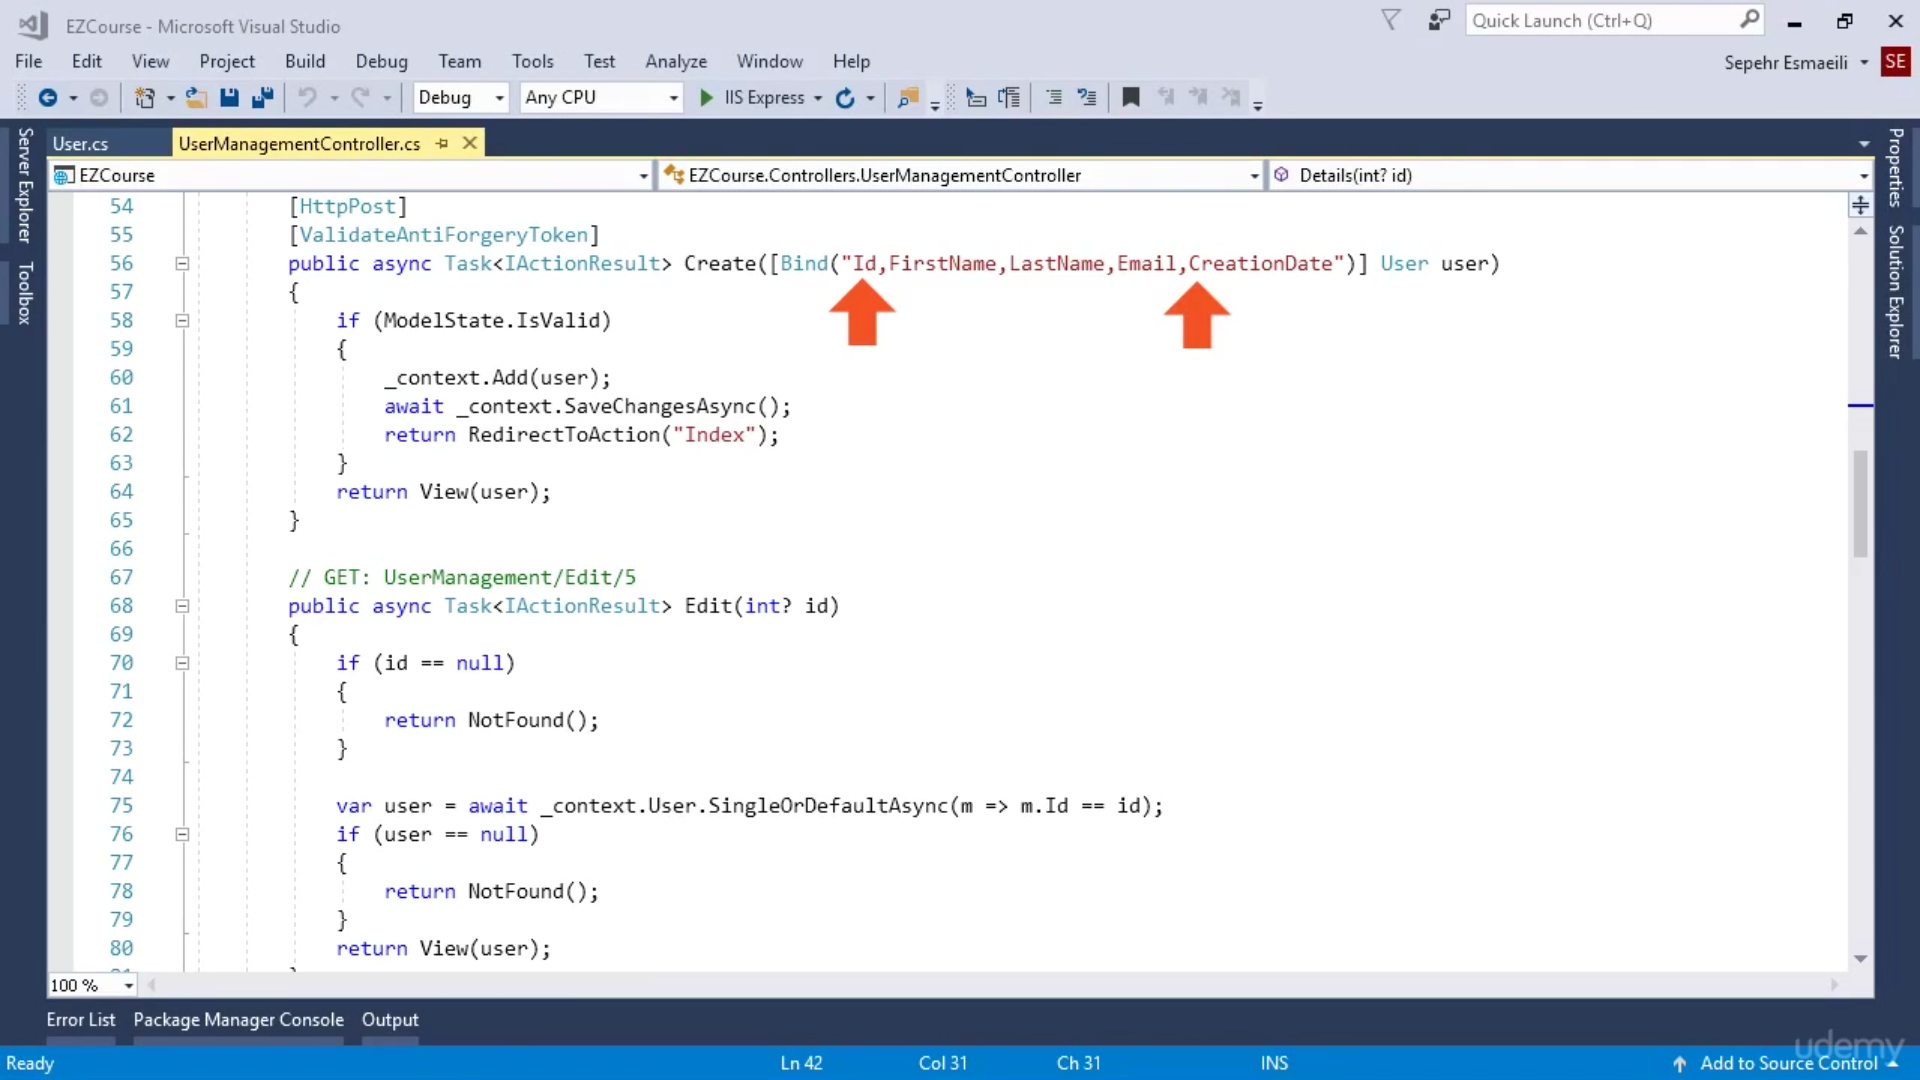 EZCourse - Microsoft Visual Studio
Quick Launch (Ctrl+Q)
File Edit View Project Build Debug Team Tools Test Analyze Window Help
Sepehr Esmaeili SE
Debug Any CPU IIS Express
Server Explorer
Toolbox
User.cs UserManagementController.cs
Properties
Solution Explorer
EZCourse EZCourse.Controllers.UserManagementController Details(int? id)
54 [HttpPost]
55 [ValidateAntiForgeryToken]
56 public async Task<IActionResult> Create([Bind("Id,FirstName,LastName,Email,CreationDate")] User user)
57 {
58 if (ModelState.IsValid)
59 {
60 _context.Add(user);
61 await _context.SaveChangesAsync();
62 return RedirectToAction("Index");
63 }
64 return View(user);
65 }
66
67 // GET: UserManagement/Edit/5
68 public async Task<IActionResult> Edit(int? id)
69 {
70 if (id == null)
71 {
72 return NotFound();
73 }
74
75 var user = await _context.User.SingleOrDefaultAsync(m => m.Id == id);
76 if (user == null)
77 {
78 return NotFound();
79 }
80 return View(user);
100 %
Error List Package Manager Console Output
udemy
Ready Ln 42 Col 31 Ch 31 INS Add to Source Control